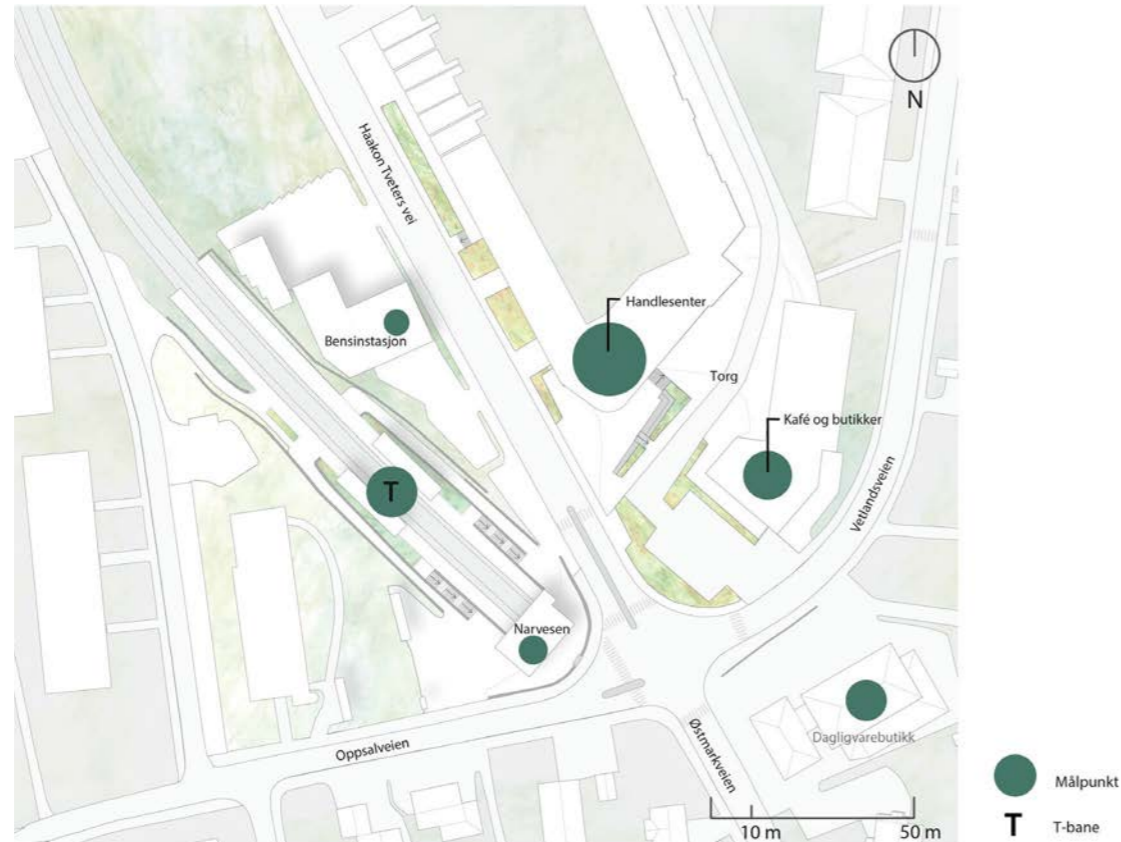 N
Haakon Tveters vei
Handlesenter
Bensinstasjon
Torg
Kafé og butikker
T
Vetlandsveien
Narvesen
Østmarkveien
Dagligvarebutikk
Oppsalveien
10 m
50 m
Målpunkt
T
T-bane